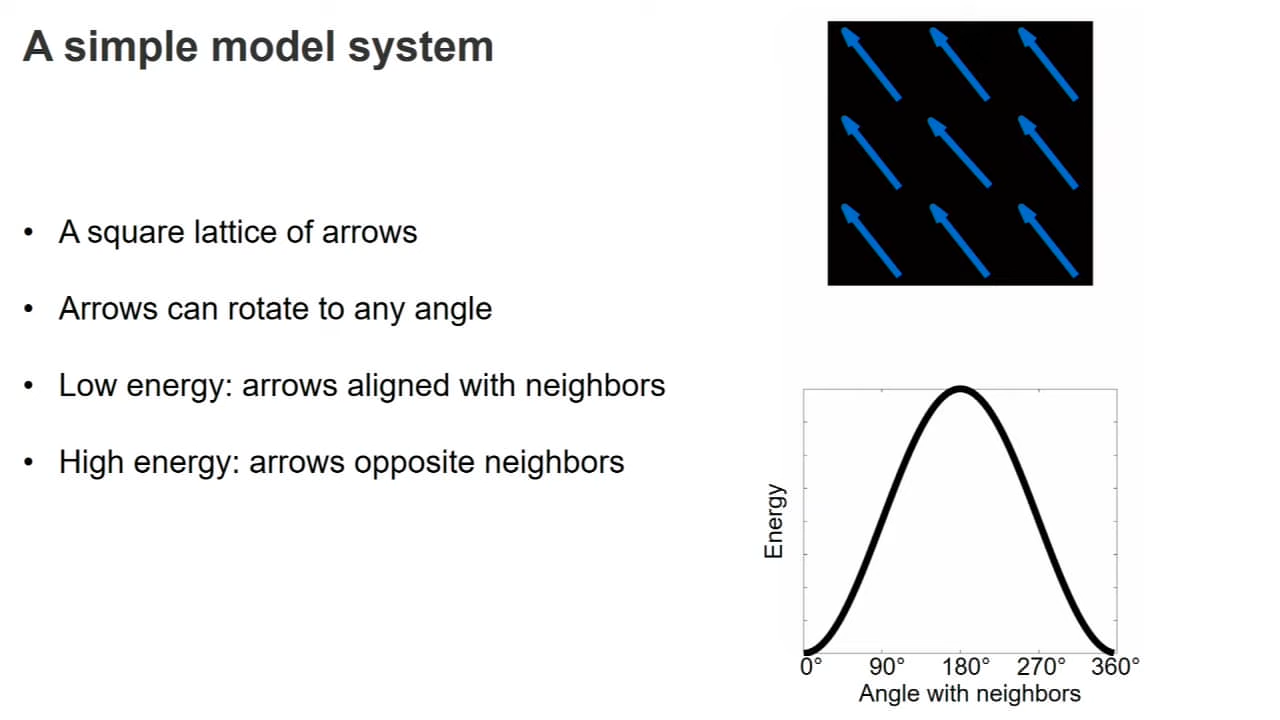 A simple model system
• A square lattice of arrows
• Arrows can rotate to any angle
• Low energy: arrows aligned with neighbors
• High energy: arrows opposite neighbors
Energy
0° 90° 180° 270° 360°
Angle with neighbors